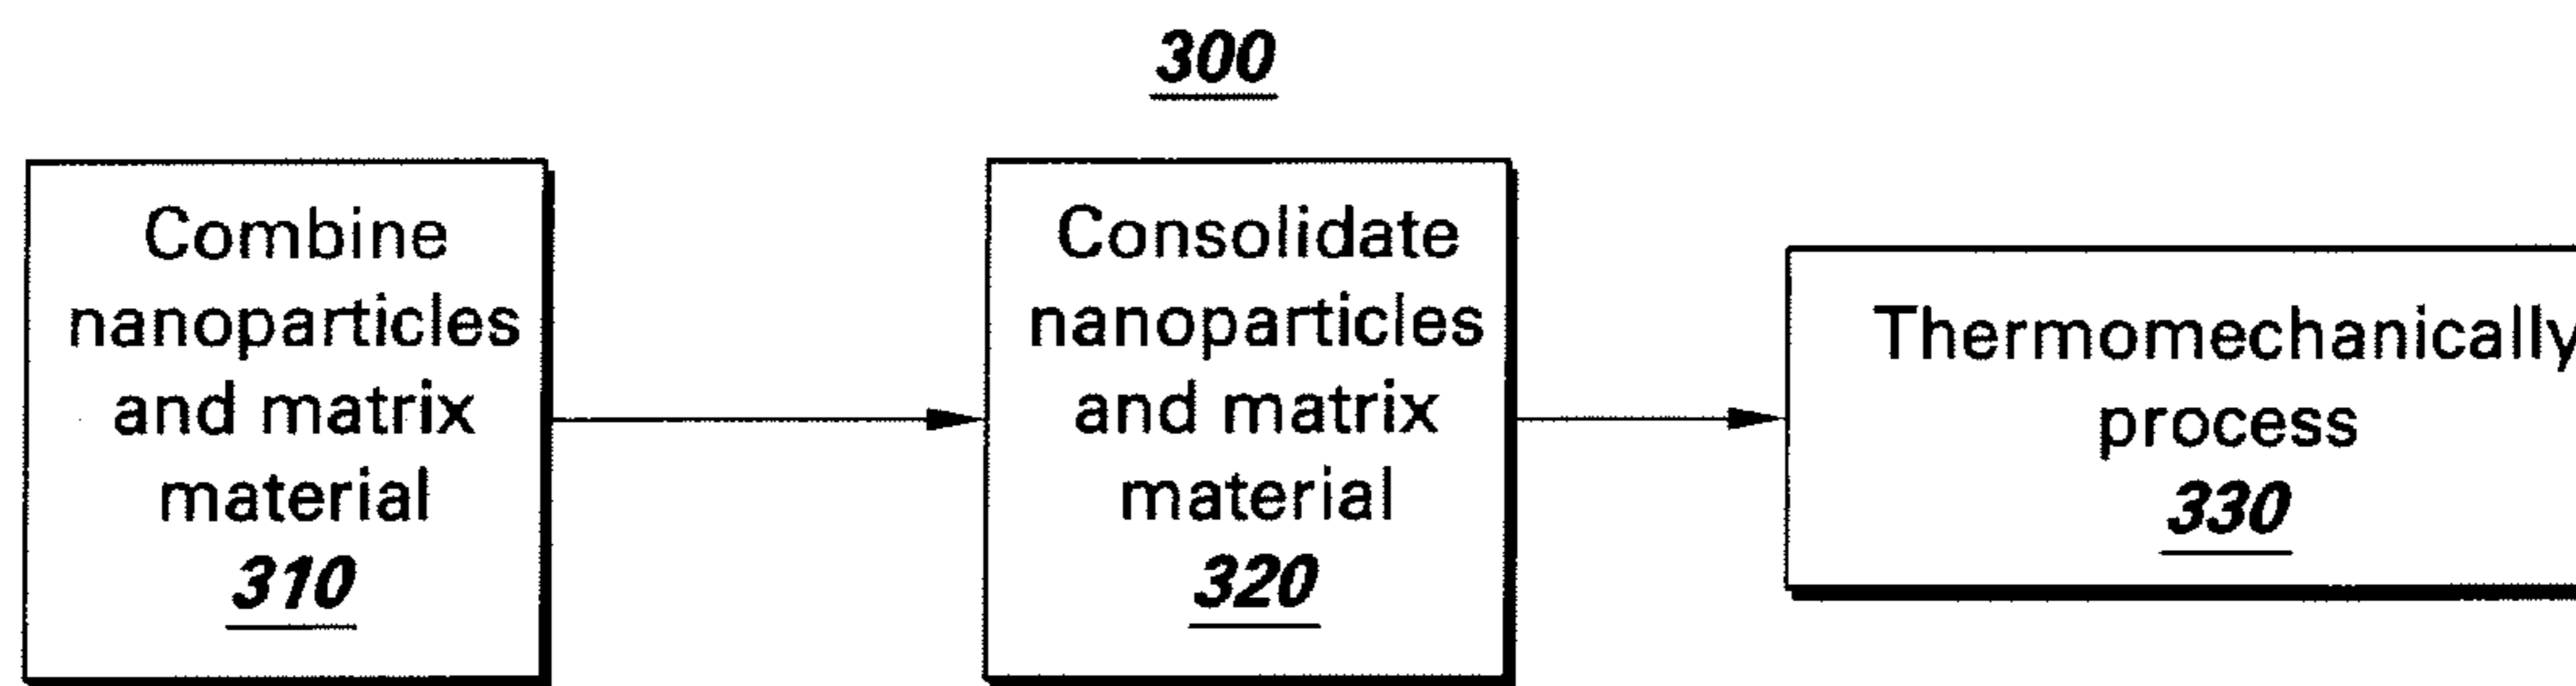 300
Combine
nanoparticles
and matrix
material
310
Consolidate
nanoparticles
and matrix
material
320
Thermomechanically
process
330